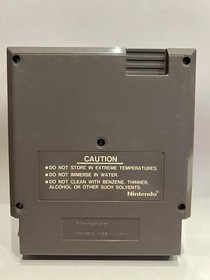 CAUTION
• DO NOT STORE IN EXTREME TEMPERATURES.
• DO NOT IMMERSE IN WATER.
• DO NOT CLEAN WITH BENZENE, THINNER,
ALCOHOL OR OTHER SUCH SOLVENTS.
Nintendo®
Nintendo